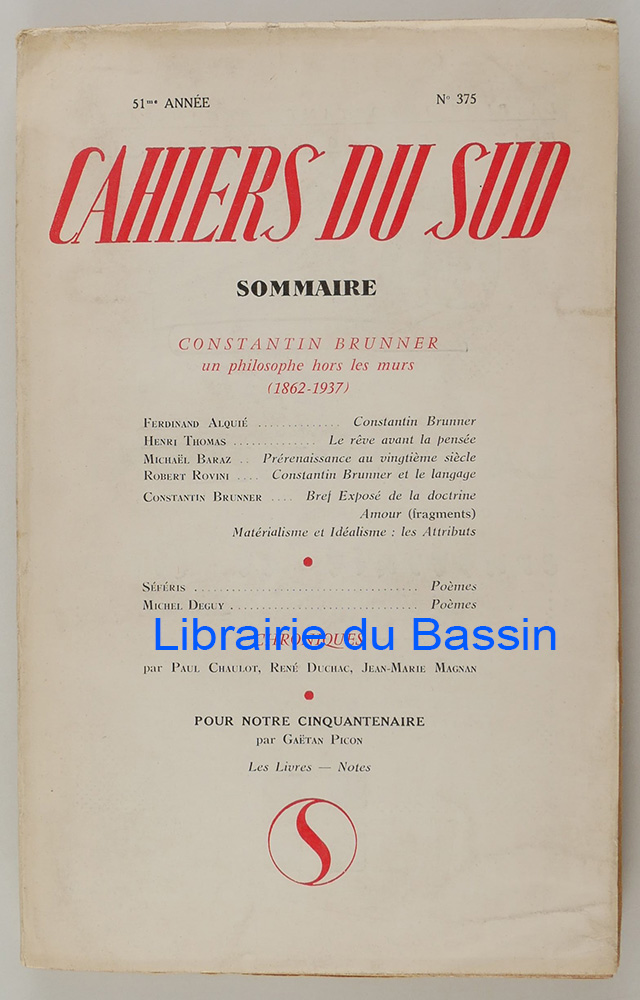 51me ANNÉE N° 375
CAHIERS DU SUD
SOMMAIRE
CONSTANTIN BRUNNER
un philosophe hors les murs
(1862-1937)
FERDINAND ALQUIÉ ............. Constantin Brunner
HENRI THOMAS ............. Le rêve avant la pensée
MICHAËL BARAZ .. Prérenaissance au vingtième siècle
ROBERT ROVINI .... Constantin Brunner et le langage
CONSTANTIN BRUNNER .... Bref Exposé de la doctrine
Amour (fragments)
Matérialisme et Idéalisme : les Attributs
SÉFÉRIS .................................... Poèmes
MICHEL DEGUY .............................. Poèmes
CHRONIQUES
Librairie du Bassin
par PAUL CHAULOT, RENÉ DUCHAC, JEAN-MARIE MAGNAN
POUR NOTRE CINQUANTENAIRE
par GAËTAN PICON
Les Livres — Notes
S